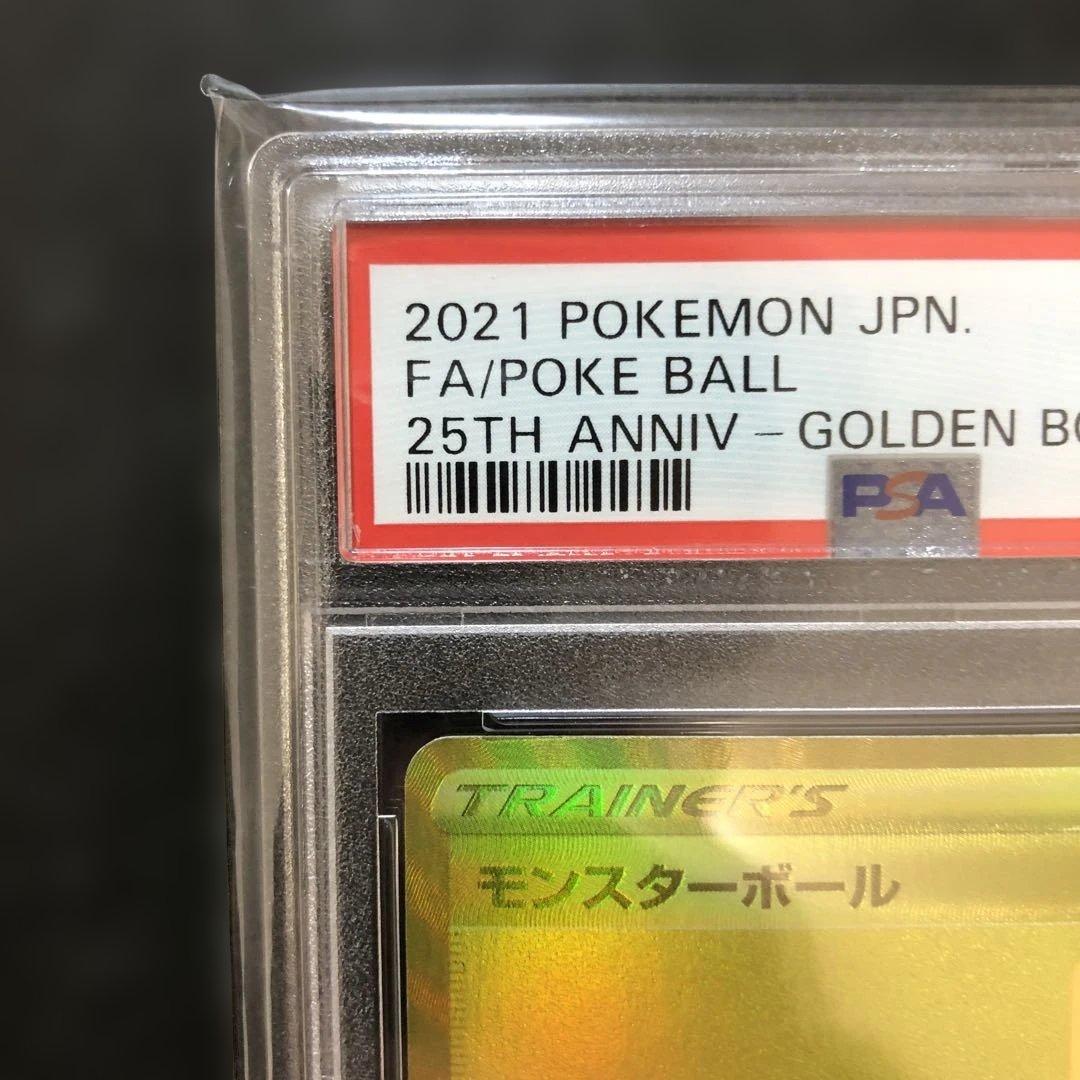 2021 POKEMON JPN.
FA/POKE BALL
25TH ANNIV - GOLDEN
PSA
TRAINER'S
モンスターボール